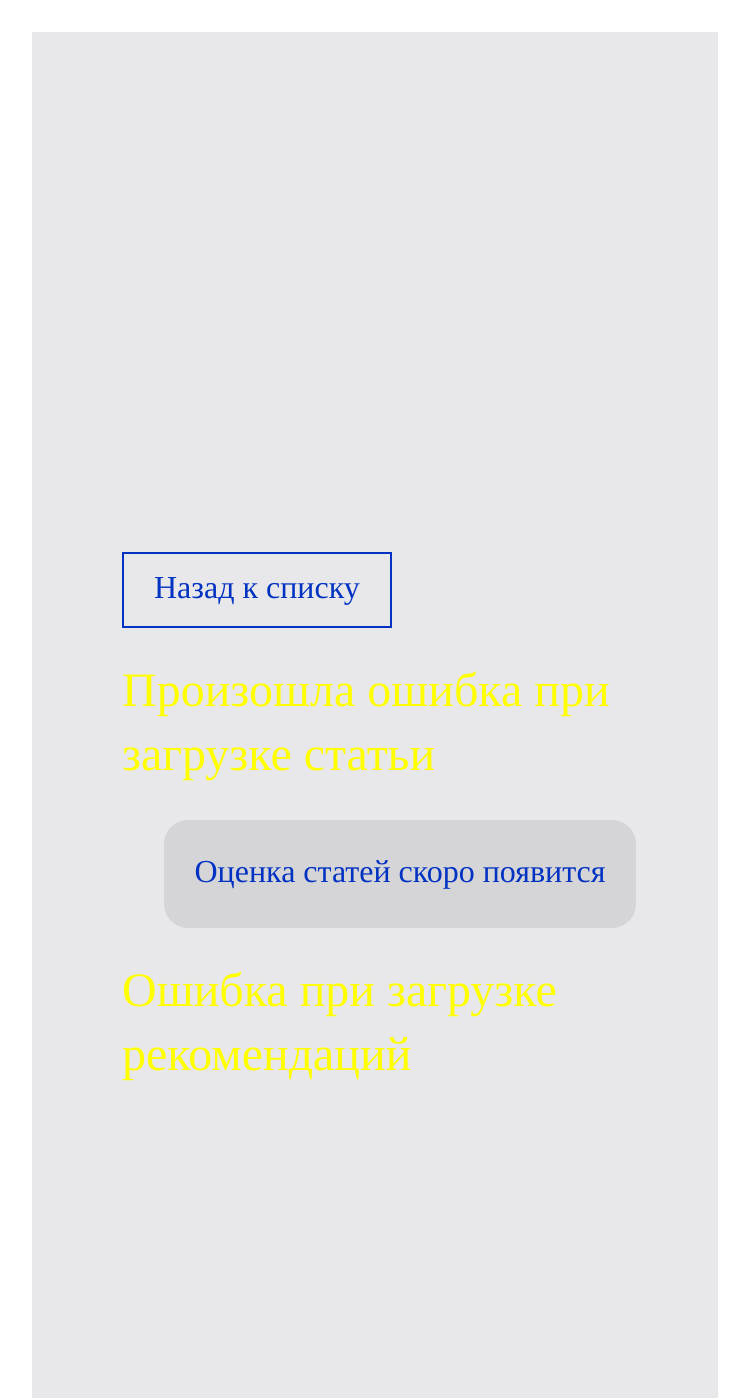 Назад к списку
Произошла ошибка при
загрузке статьи
Оценка статей скоро появится
Ошибка при загрузке
рекомендаций